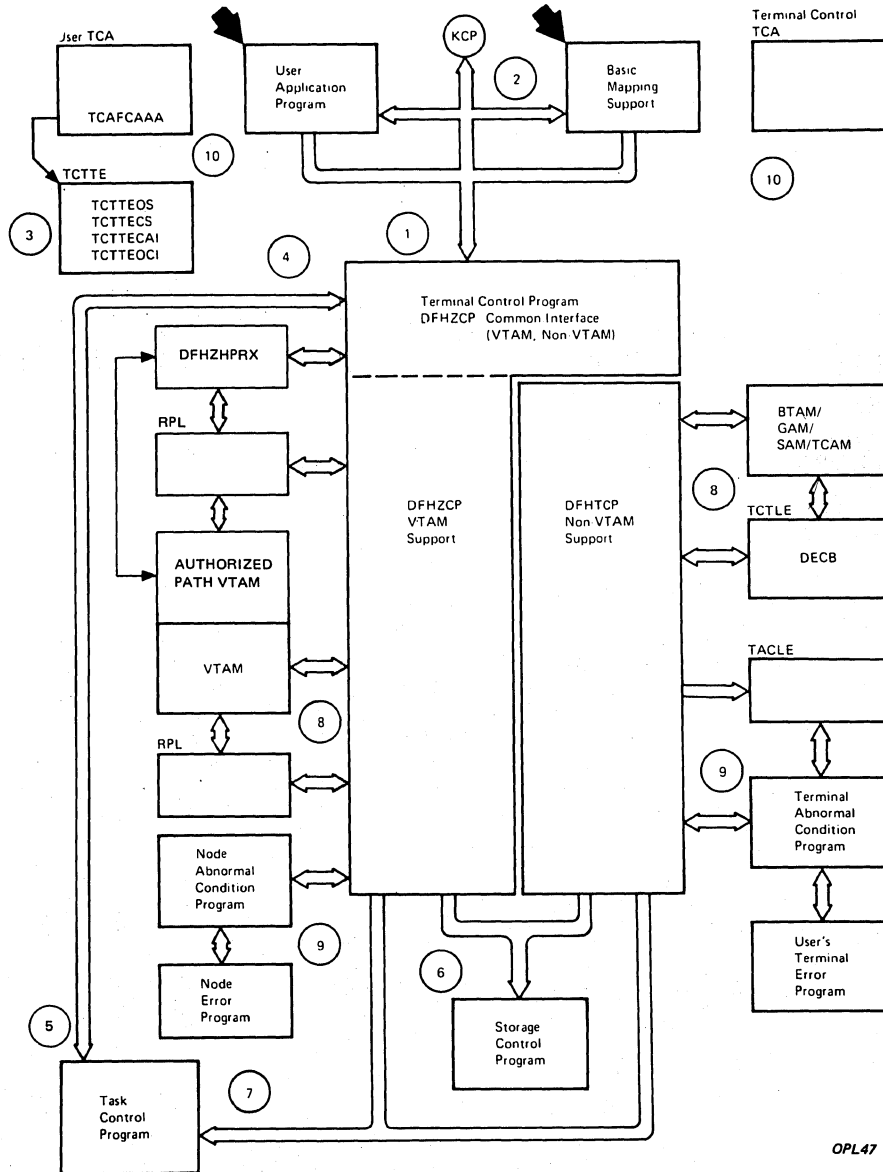 Jser TCA
TCAFCAAA
User
Application
Program
KCP
2
Basic
Mapping
Support
Terminal Control
TCA
10
10
TCTTE
TCTTEOS
TCTTECS
TCTTECAI
TCTTEOCI
3
4
1
Terminal Control Program
DFHZCP Common Interface
(VTAM, Non-VTAM)
DFHZHPRX
RPL
AUTHORIZED
PATH VTAM
VTAM
8
RPL
DFHZCP
VTAM
Support
DFHTCP
Non-VTAM
Support
BTAM/
GAM/
SAM/TCAM
8
TCTLE
DECB
TACLE
9
Terminal
Abnormal
Condition
Program
User's
Terminal
Error
Program
Node
Abnormal
Condition
Program
9
Node
Error
Program
6
Storage
Control
Program
5
Task
Control
Program
7
OPL47